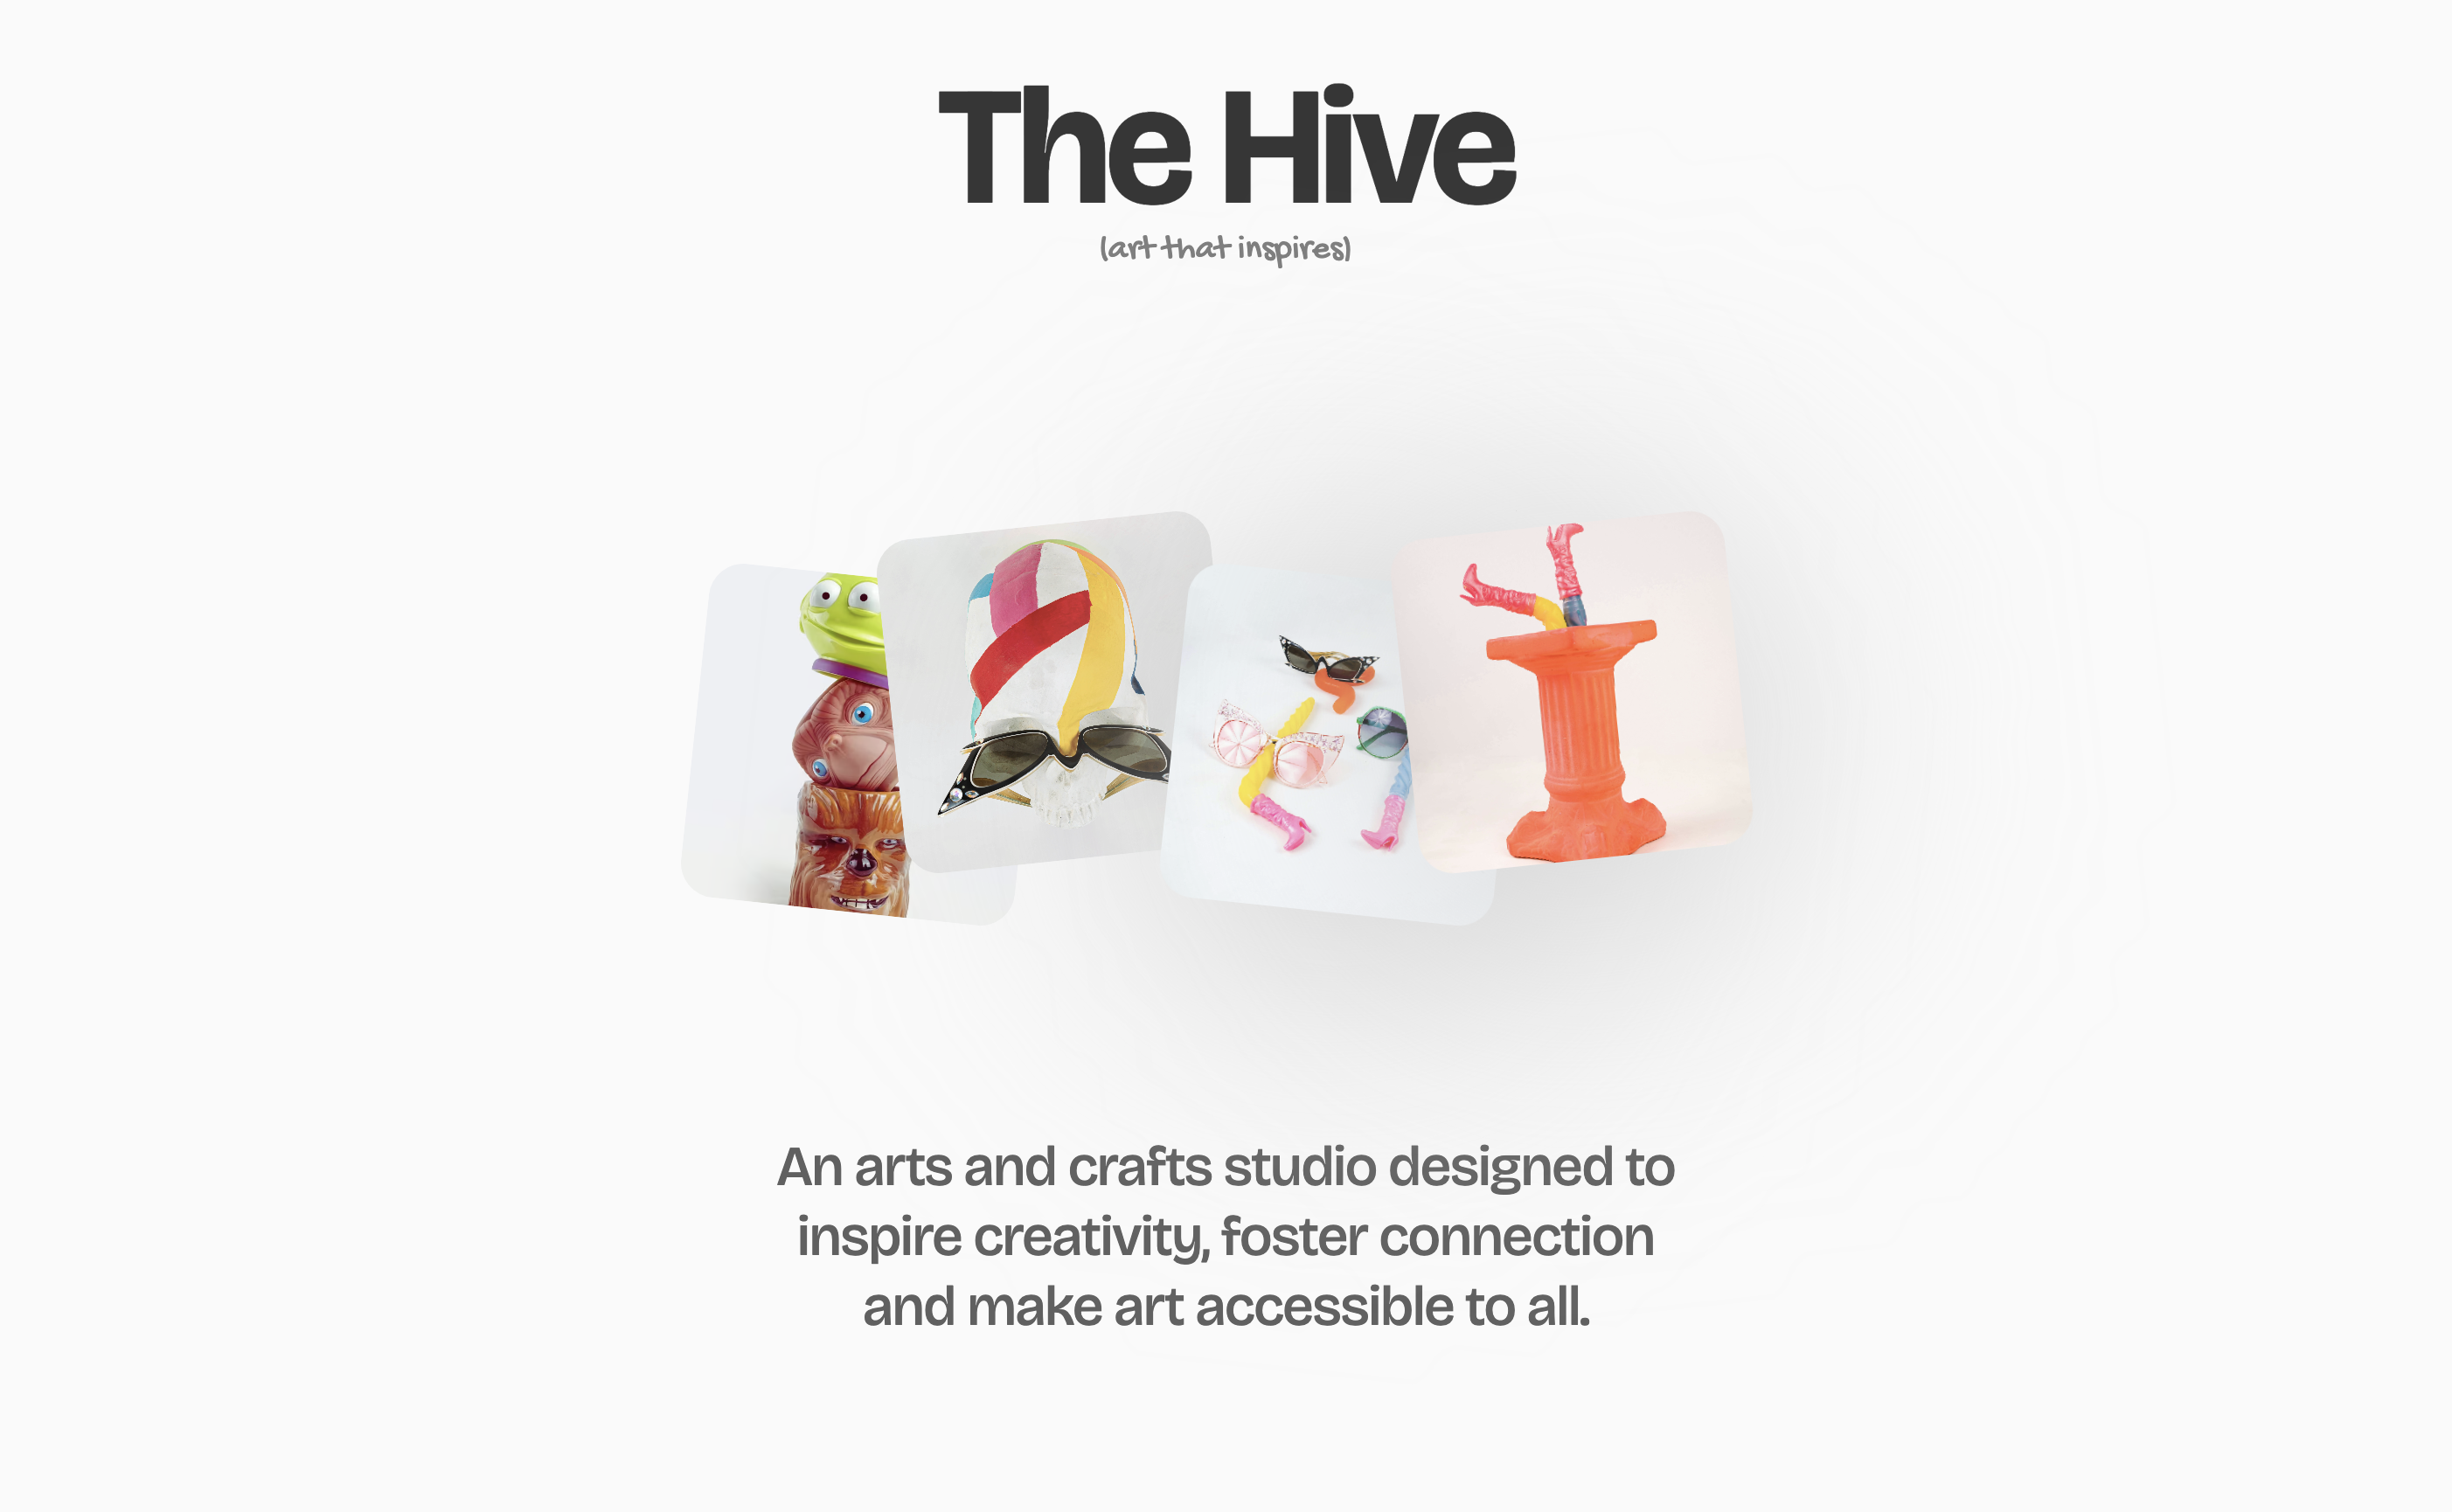 The Hive
(art that inspires)
An arts and crafts studio designed to
inspire creativity, foster connection
and make art accessible to all.